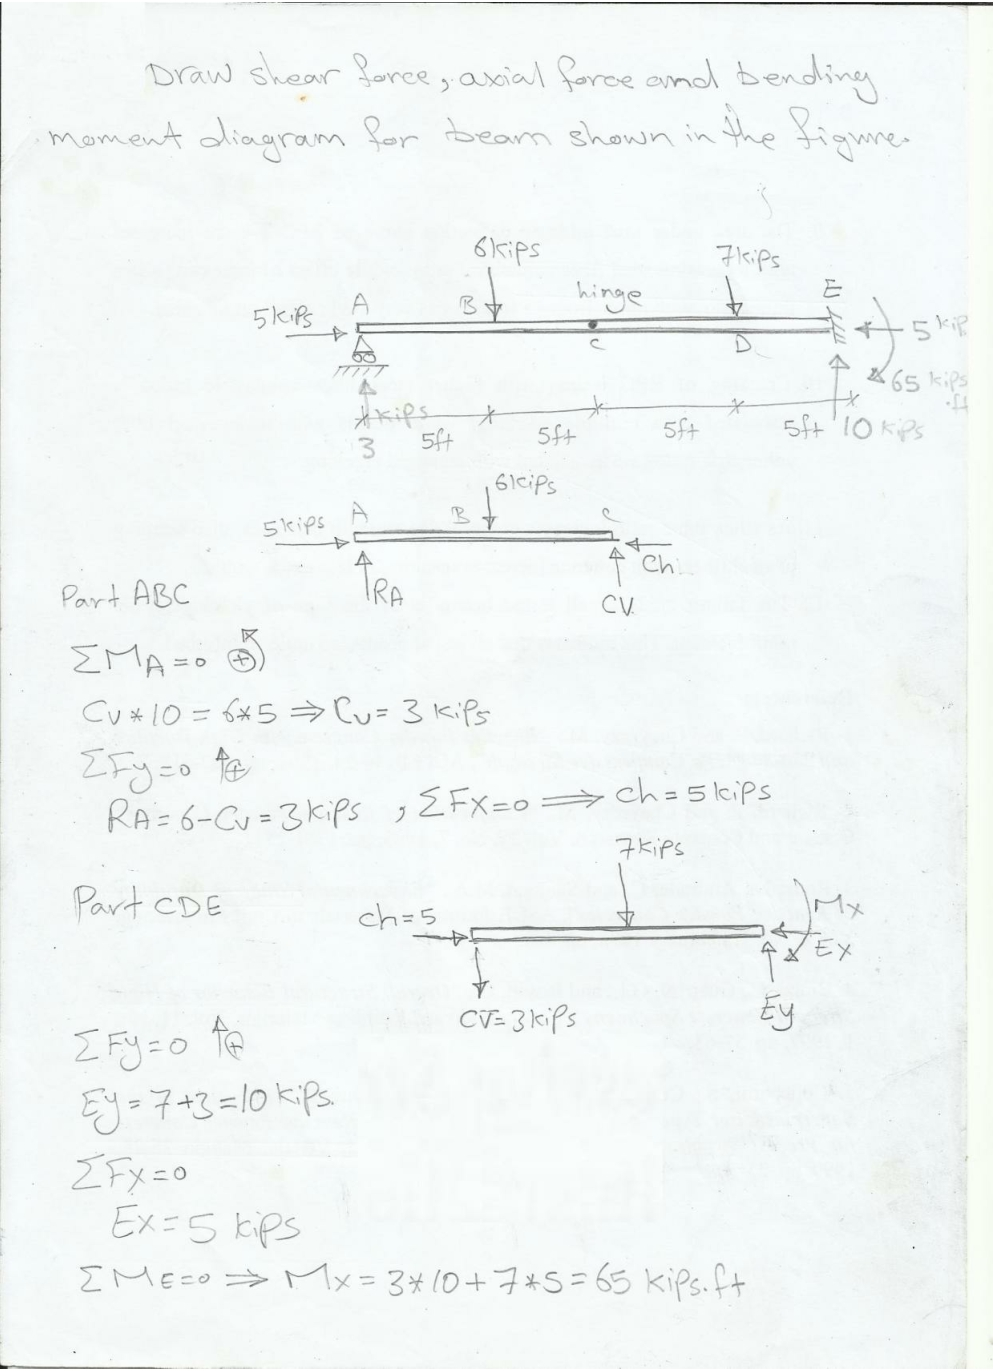 Draw shear force, axial force and bending
moment diagram for beam shown in the figure.
6kips
7kips
hinge
E
A
B
5kips
5 kip
C
D
65 kips
.ft
kips
3
5ft
5ft
5ft
5ft
10 kips
6kips
A
B
C
5kips
Ch
RA
CV
Part ABC
ΣMA=0 (+)
Cv*10=6*5⇒Cv=3 kips
ΣFy=0 ↑(+)
RA=6-Cv=3kips , ΣFx=0 ⇒ ch=5kips
7kips
Part CDE
ch=5
Mx
Ex
CV=3kips
Ey
ΣFy=0 ↑(+)
Ey=7+3=10 kips.
ΣFx=0
Ex=5 kips
ΣME=0 ⇒ Mx=3*10+7*5=65 kips.ft